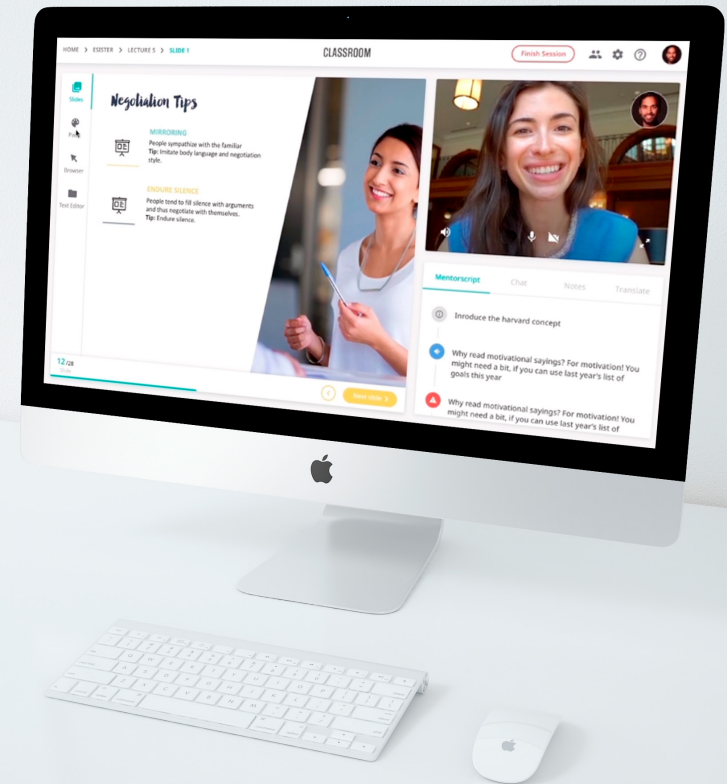 HOME > ESISTER > LECTURE 5 > SLIDE 1
CLASSROOM
Finish Session
Slides
Browser
Text Editor
Negotiation Tips
MIRRORING
People sympathize with the familiar
Tip: Imitate body language and negotiation
style.
ENDURE SILENCE
People tend to fill silence with arguments
and thus negotiate with themselves.
Tip: Endure silence.
12/28
Mentorscript
Chat
Notes
Translate
Inroduce the harvard concept
Why read motivational sayings? For motivation! You
might need a bit, if you can use last year's list of
goals this year
Why read motivational sayings? For motivation! You
might need a bit, if you can use last year's list of